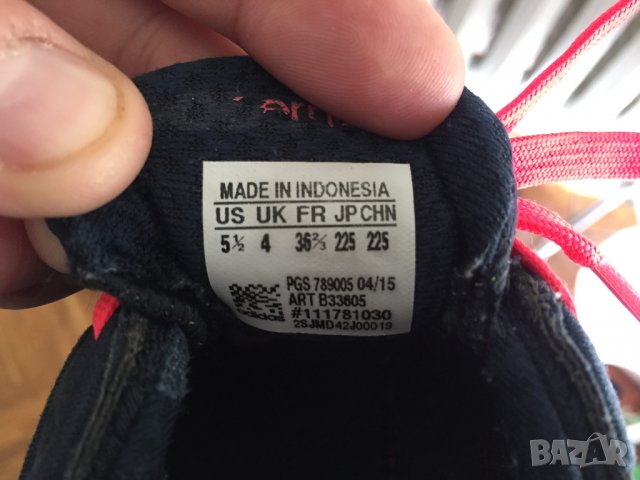 MADE IN INDONESIA
US UK FR JP CHN
5½ 4 36⅔ 225 225
PGS 789005 04/15
ART B33605
#111781030
2SJMD42J00019
BAZAR